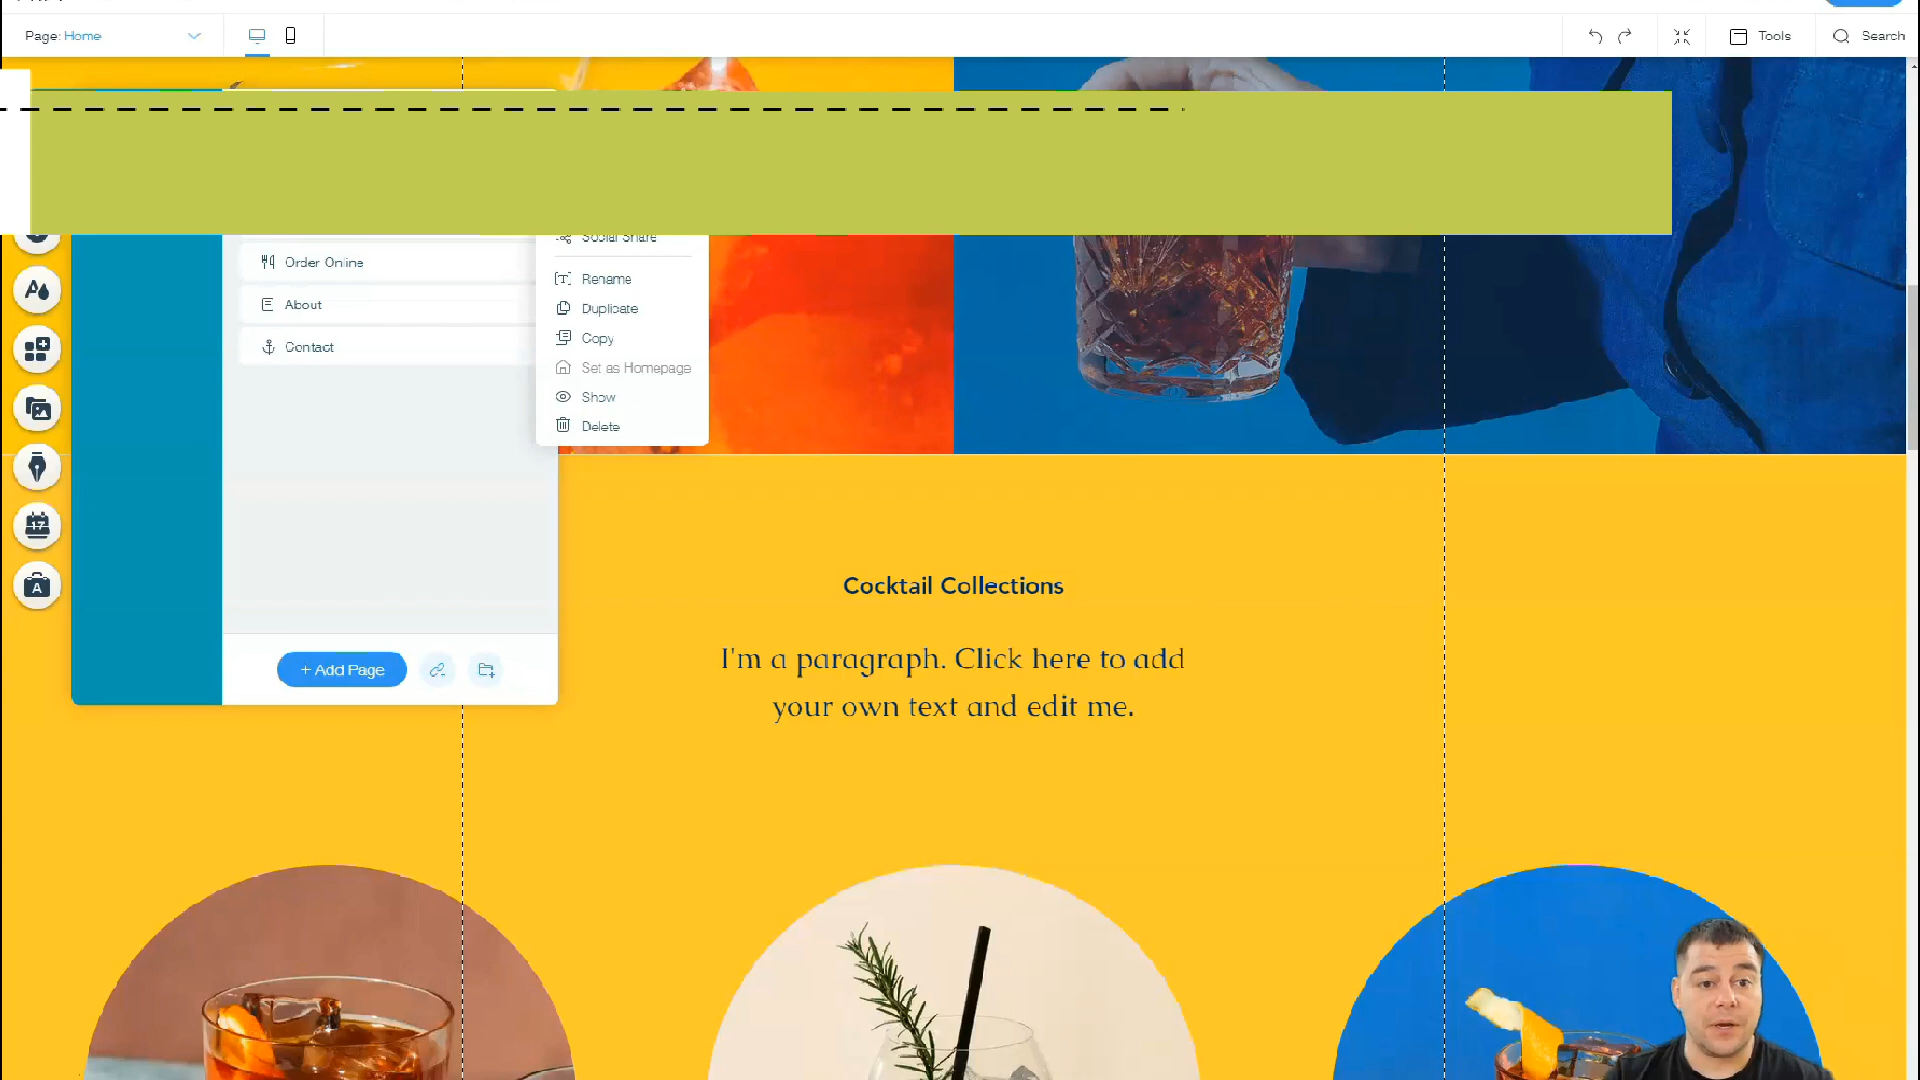 Page: Home
Tools
Search
Social Share
Order Online
Rename
About
Duplicate
Copy
Contact
Set as Homepage
Show
Delete
17
A
+ Add Page
Cocktail Collections
I'm a paragraph. Click here to add
your own text and edit me.